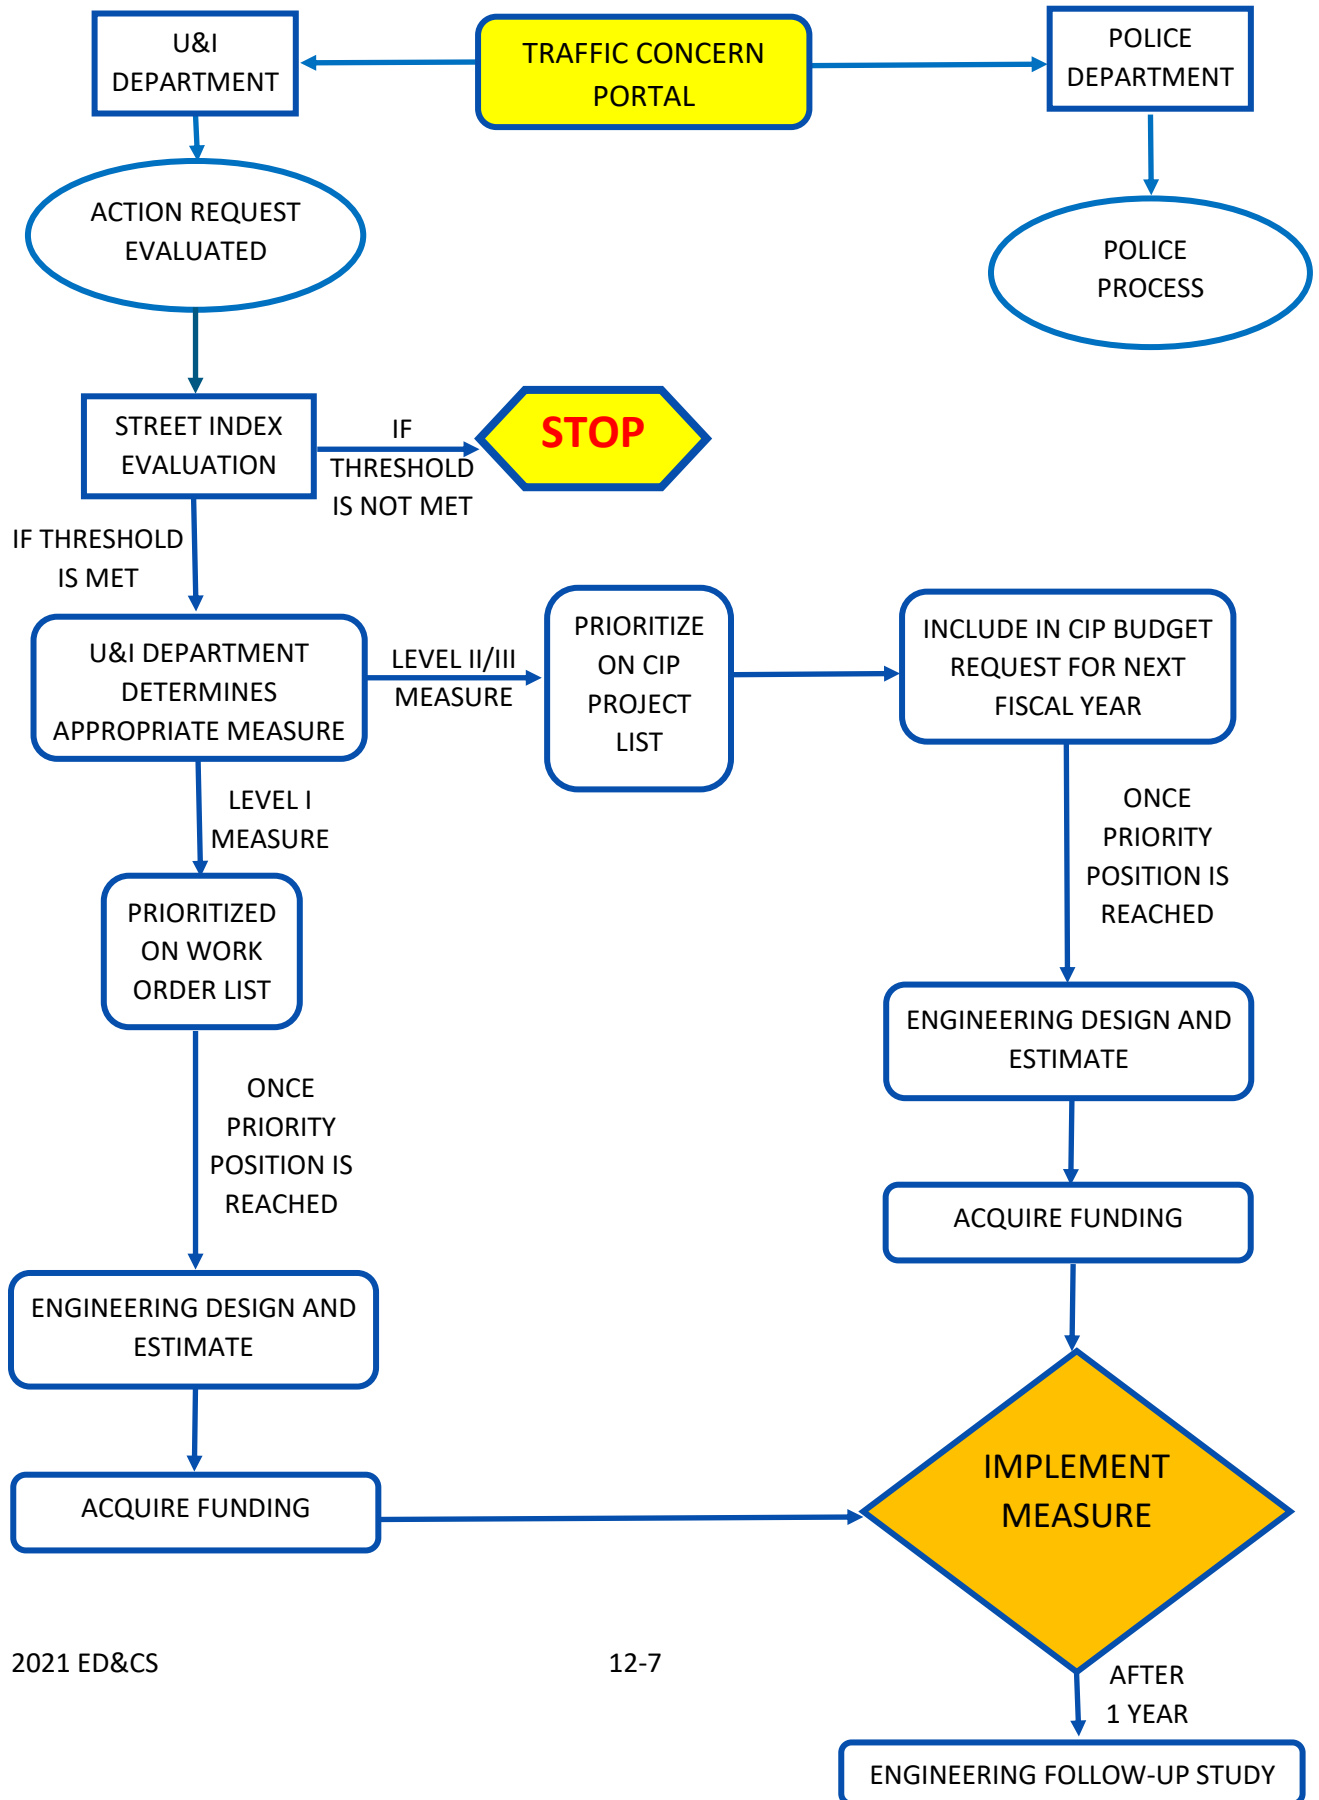 U&I
DEPARTMENT
TRAFFIC CONCERN
PORTAL
POLICE
DEPARTMENT
ACTION REQUEST
EVALUATED
POLICE
PROCESS
STREET INDEX
EVALUATION
IF
THRESHOLD
IS NOT MET
STOP
IF THRESHOLD
IS MET
U&I DEPARTMENT
DETERMINES
APPROPRIATE MEASURE
LEVEL II/III
MEASURE
PRIORITIZE
ON CIP
PROJECT
LIST
INCLUDE IN CIP BUDGET
REQUEST FOR NEXT
FISCAL YEAR
LEVEL I
MEASURE
ONCE
PRIORITY
POSITION IS
REACHED
PRIORITIZED
ON WORK
ORDER LIST
ENGINEERING DESIGN AND
ESTIMATE
ONCE
PRIORITY
POSITION IS
REACHED
ACQUIRE FUNDING
ENGINEERING DESIGN AND
ESTIMATE
IMPLEMENT
MEASURE
ACQUIRE FUNDING
2021 ED&CS
12-7
AFTER
1 YEAR
ENGINEERING FOLLOW-UP STUDY